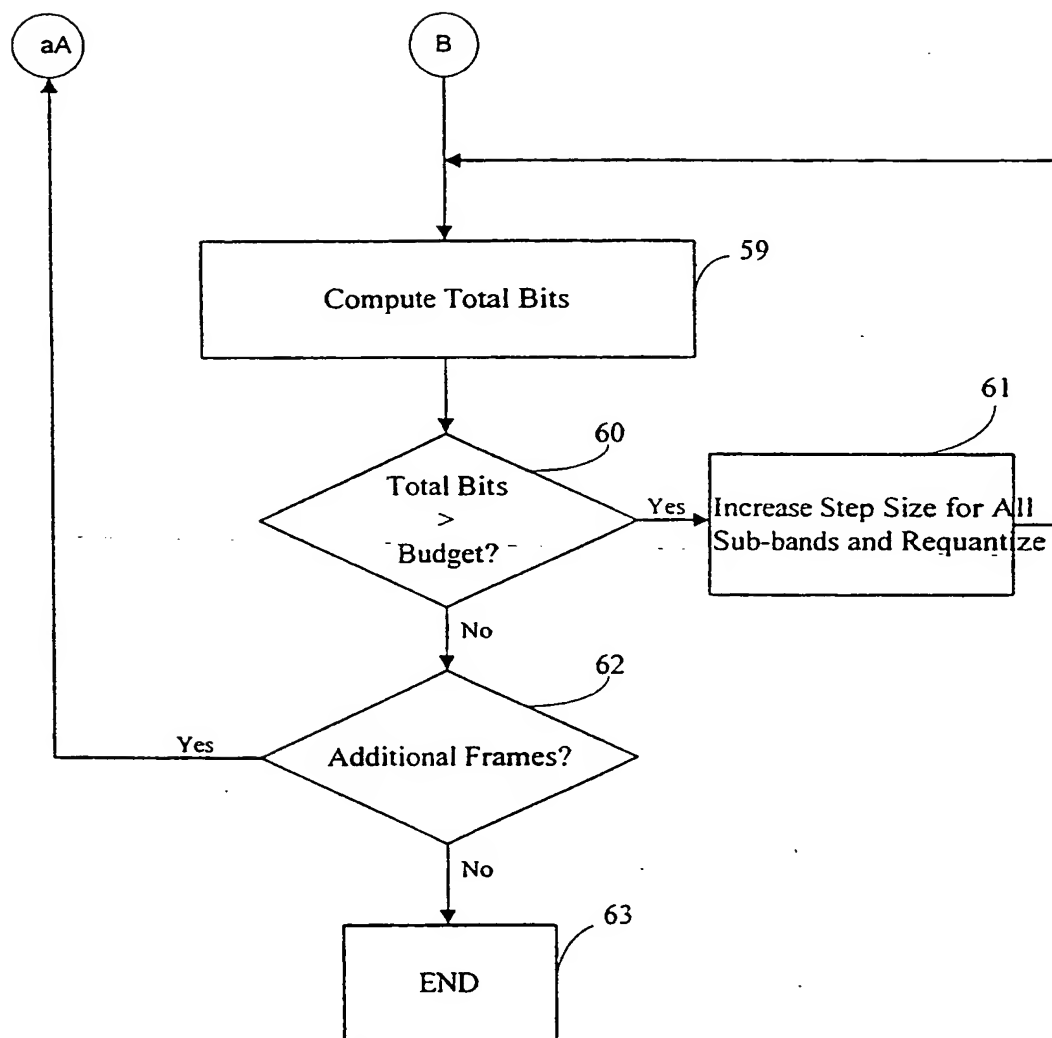 aA
B
59
Compute Total Bits
60
61
Total Bits
>
Budget?
Yes
Increase Step Size for All
Sub-bands and Requantize
No
62
Yes
Additional Frames?
No
63
END